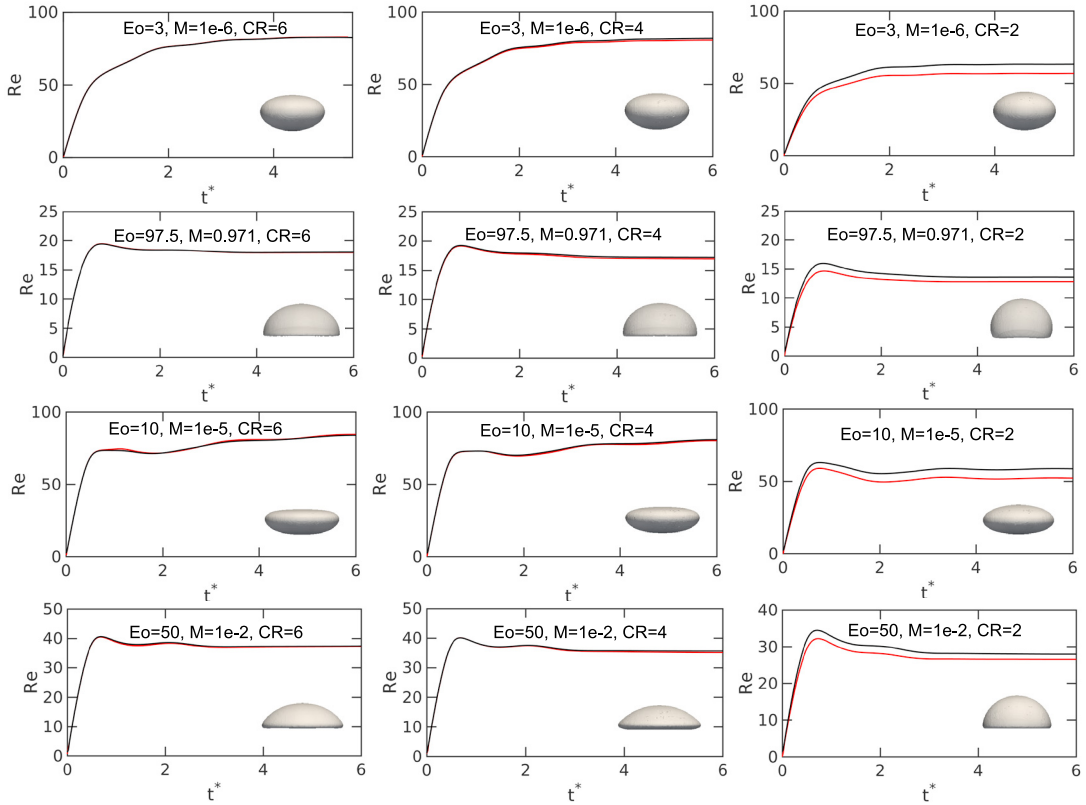 Eo=3, M=1e-6, CR=6
Re
100
50
0
0 2 4
t*
Eo=3, M=1e-6, CR=4
Re
100
50
0
0 2 4 6
t*
Eo=3, M=1e-6, CR=2
Re
100
50
0
0 2 4
t*
Eo=97.5, M=0.971, CR=6
Re
25
20
15
10
5
0
0 2 4 6
t*
Eo=97.5, M=0.971, CR=4
Re
25
20
15
10
5
0
0 2 4 6
t*
Eo=97.5, M=0.971, CR=2
Re
25
20
15
10
5
0
0 2 4 6
t*
Eo=10, M=1e-5, CR=6
Re
100
50
0
0 2 4 6
t*
Eo=10, M=1e-5, CR=4
Re
100
50
0
0 2 4 6
t*
Eo=10, M=1e-5, CR=2
Re
100
50
0
0 2 4 6
t*
Eo=50, M=1e-2, CR=6
Re
50
40
30
20
10
0
0 2 4 6
t*
Eo=50, M=1e-2, CR=4
Re
50
40
30
20
10
0
0 2 4 6
t*
Eo=50, M=1e-2, CR=2
Re
40
30
20
10
0
0 2 4 6
t*